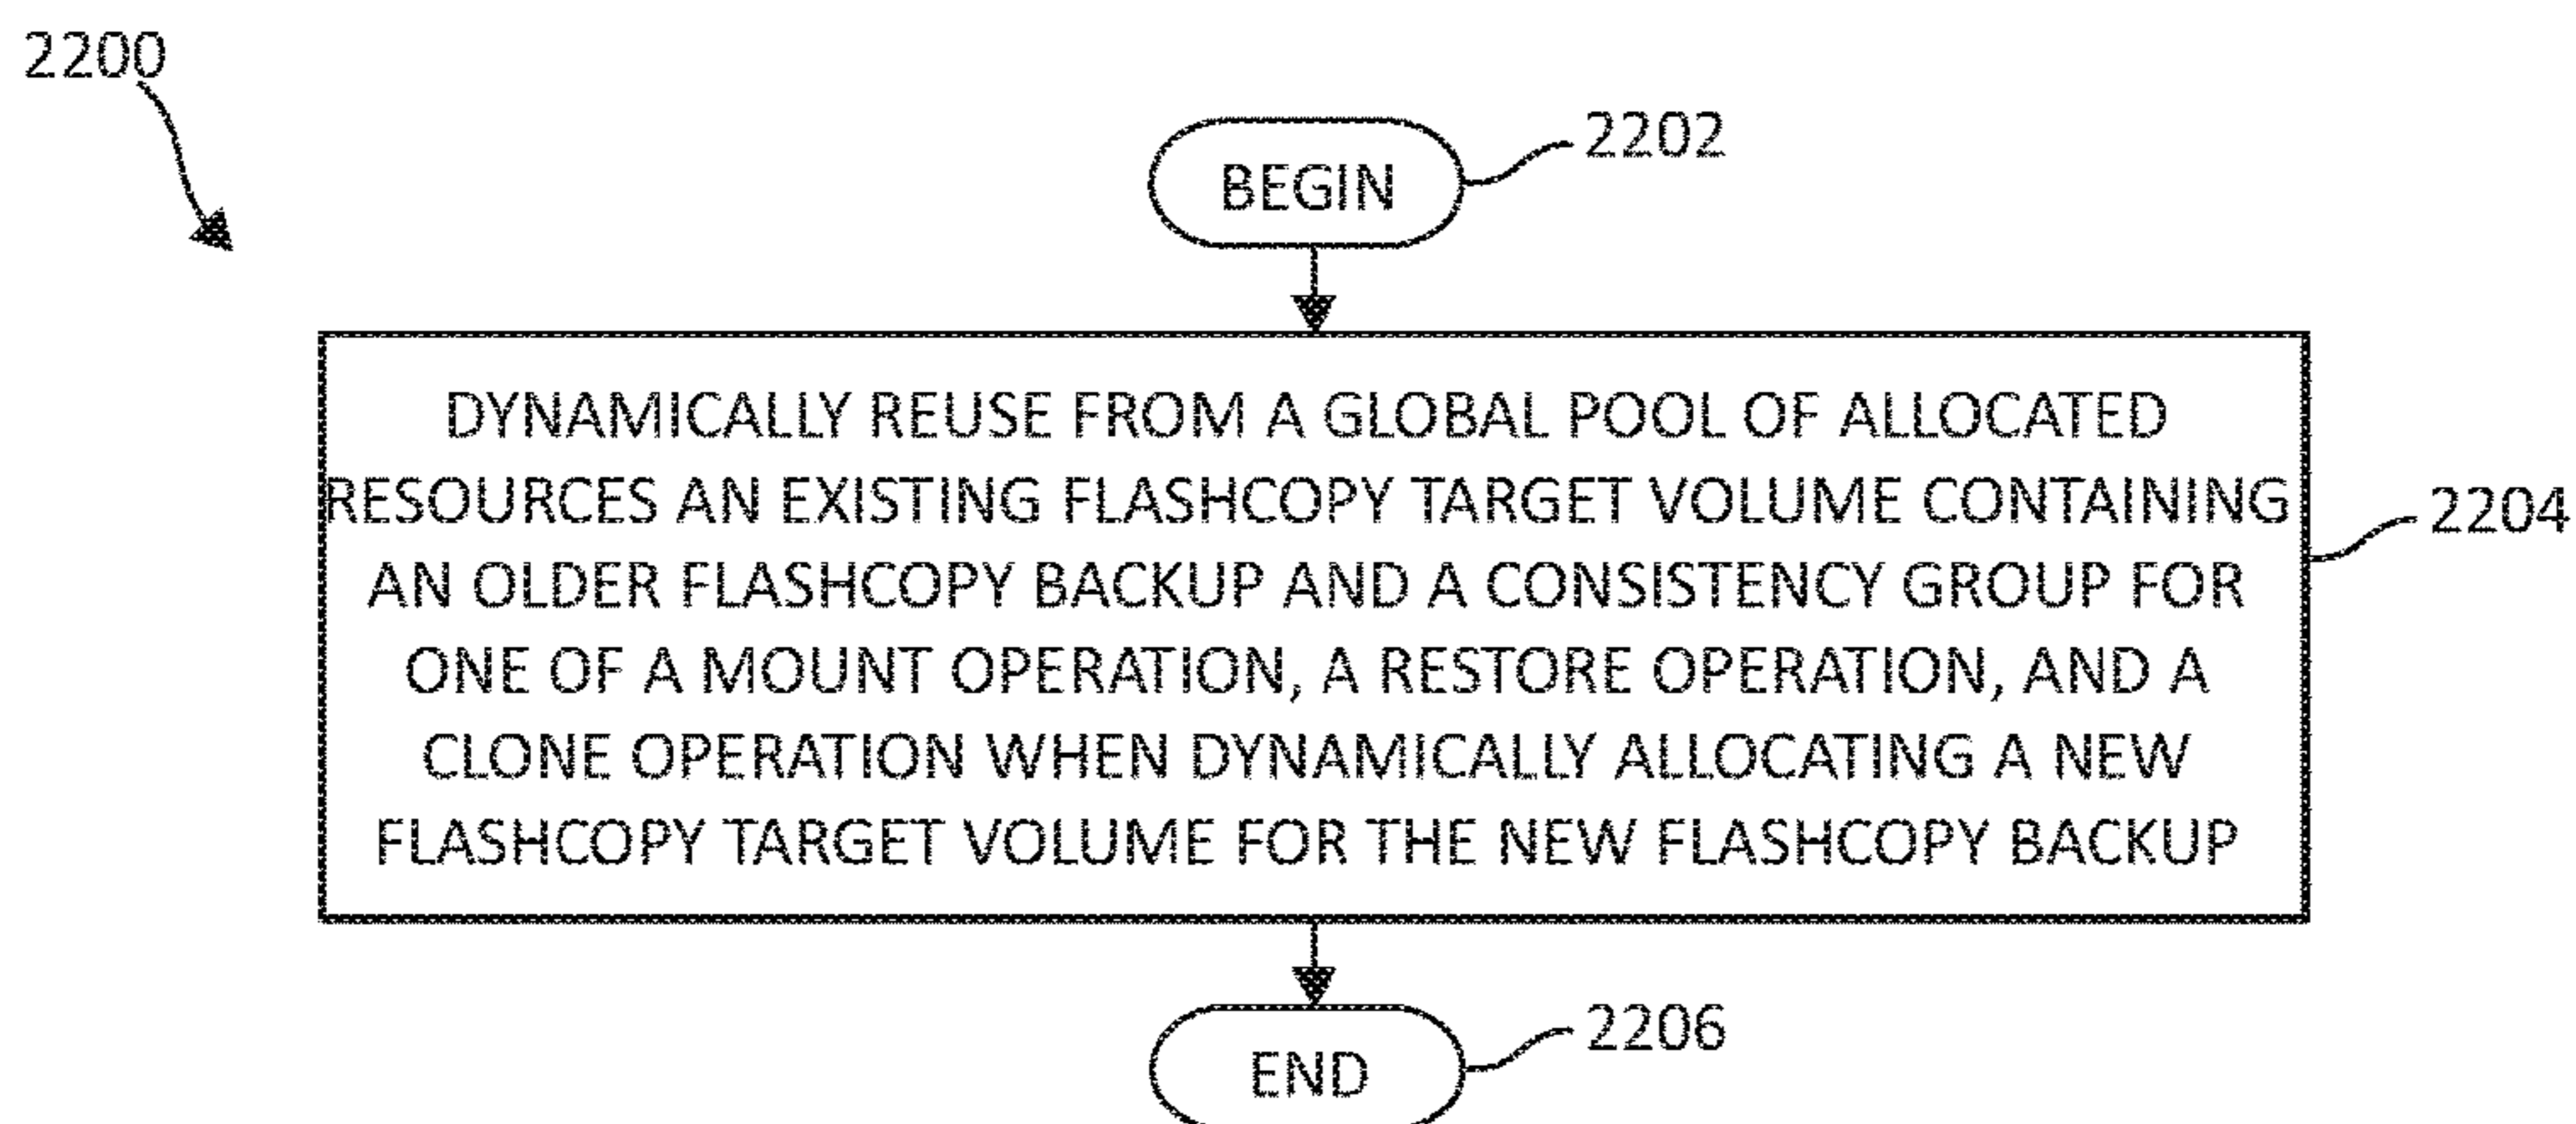 2200
BEGIN
2202
DYNAMICALLY REUSE FROM A GLOBAL POOL OF ALLOCATED
RESOURCES AN EXISTING FLASHCOPY TARGET VOLUME CONTAINING
AN OLDER FLASHCOPY BACKUP AND A CONSISTENCY GROUP FOR
ONE OF A MOUNT OPERATION, A RESTORE OPERATION, AND A
CLONE OPERATION WHEN DYNAMICALLY ALLOCATING A NEW
FLASHCOPY TARGET VOLUME FOR THE NEW FLASHCOPY BACKUP
2204
END
2206